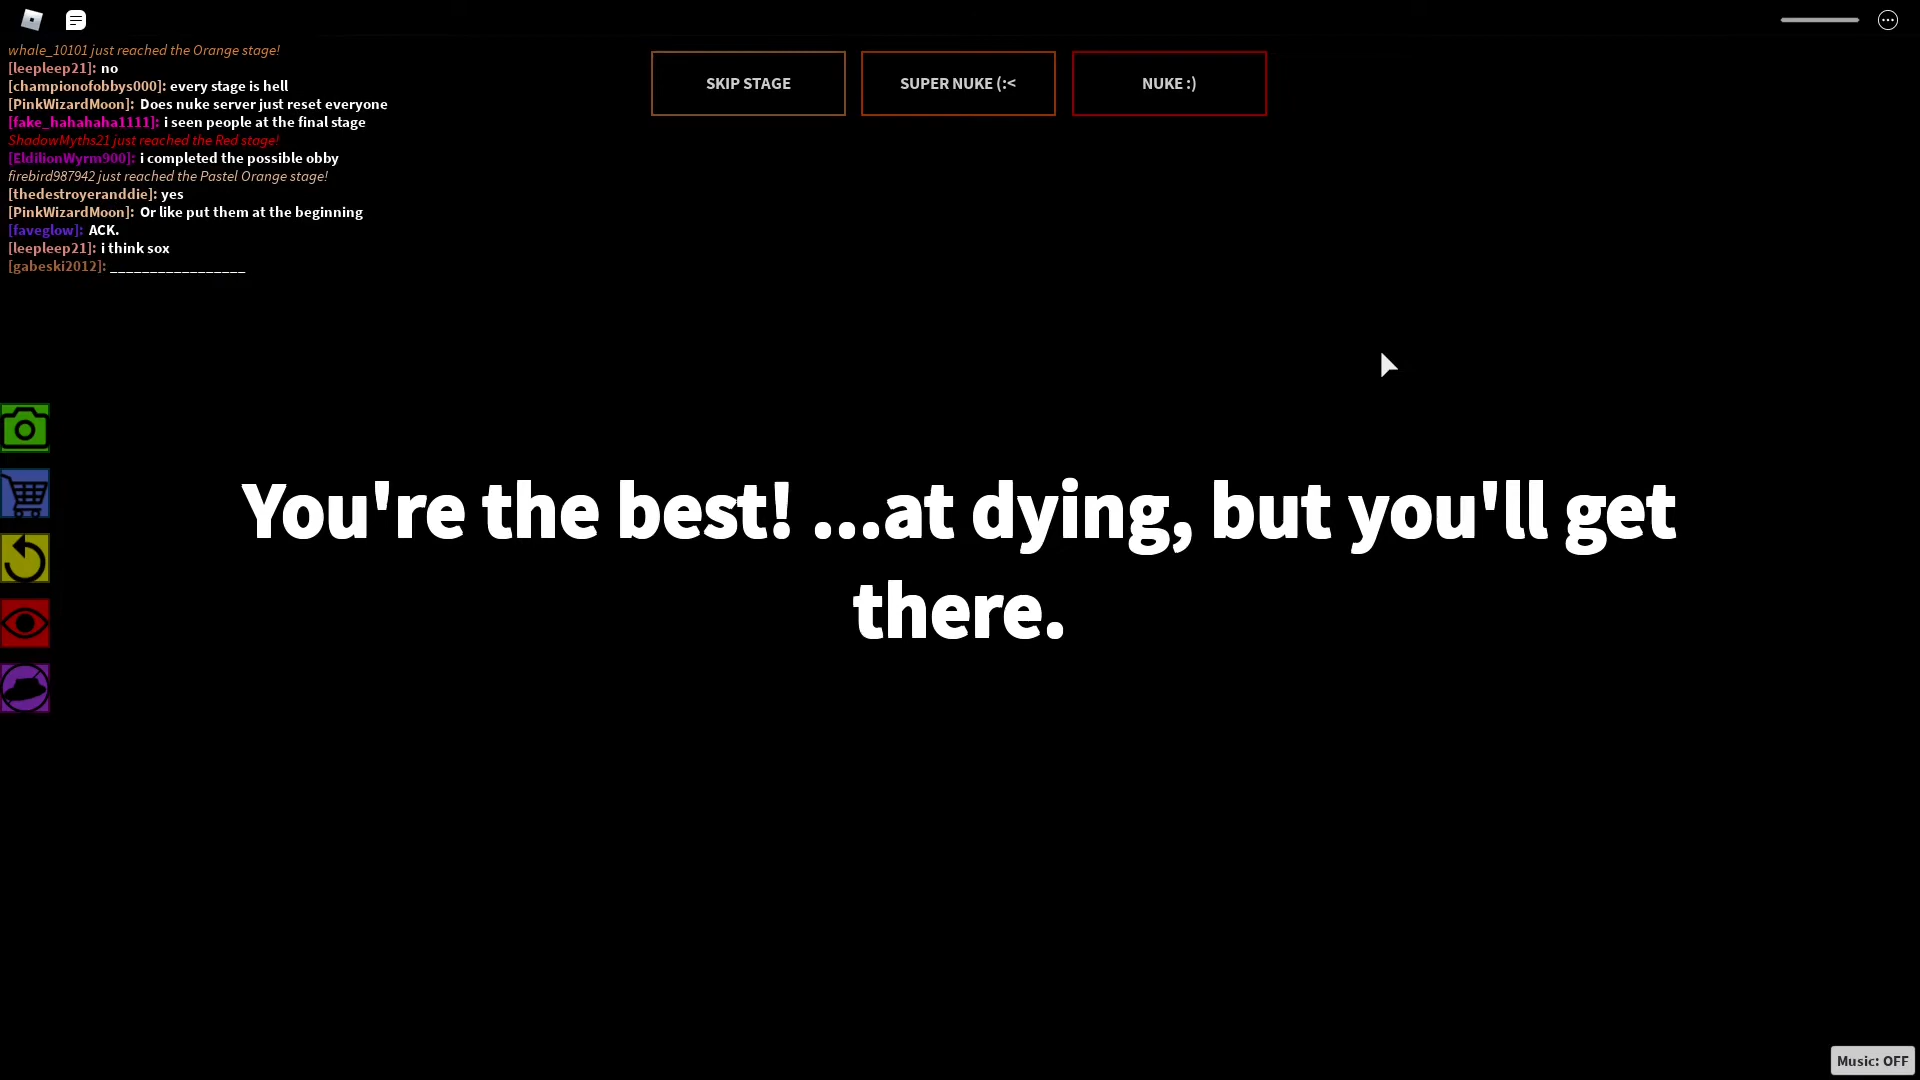 whale_10101 just reached the Orange stage!
[leepleep21]: no
[championofobbys000]: every stage is hell
[PinkWizardMoon]: Does nuke server just reset everyone
[fake_hahahaha1111]: i seen people at the final stage
ShadowMyths21 just reached the Red stage!
[EldilionWyrm900]: i completed the possible obby
firebird987942 just reached the Pastel Orange stage!
[thedestroyeranddie]: yes
[PinkWizardMoon]: Or like put them at the beginning
[faveglow]: ACK.
[leepleep21]: i think sox
[gabeski2012]: _________________
SKIP STAGE
SUPER NUKE (:<
NUKE :)
You're the best! ...at dying, but you'll get
there.
Music: OFF